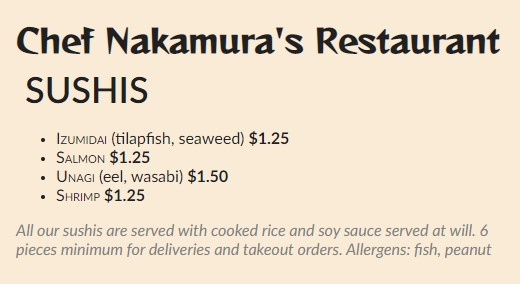 Chef Nakamura's Restaurant
SUSHIS
• Izumidai (tilapfish, seaweed) $1.25
• Salmon $1.25
• Unagi (eel, wasabi) $1.50
• Shrimp $1.25
All our sushis are served with cooked rice and soy sauce served at will. 6
pieces minimum for deliveries and takeout orders. Allergens: fish, peanut